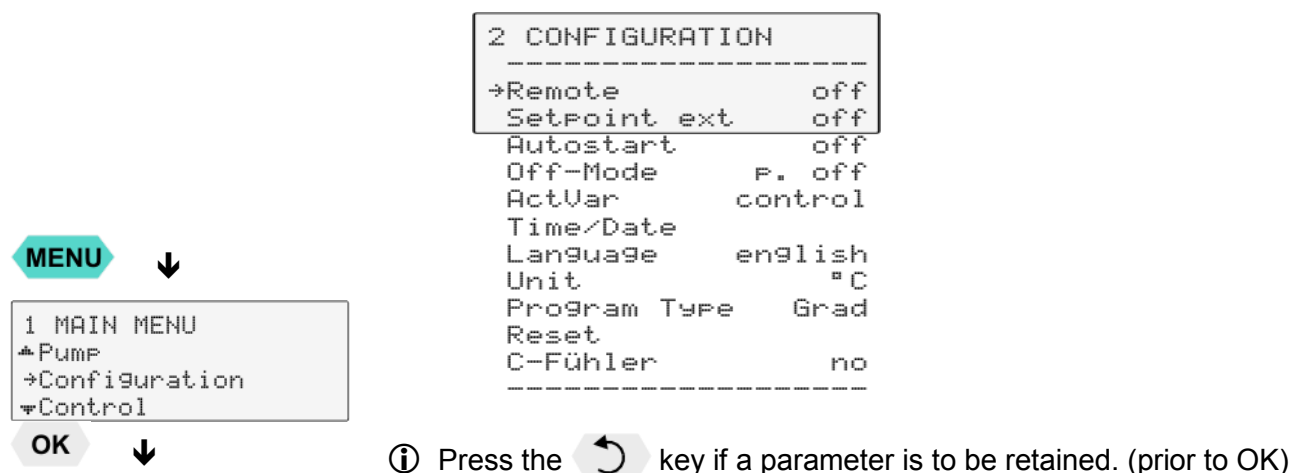 MENU
1 MAIN MENU
Pump
→Configuration
Control
OK
2 CONFIGURATION
--------------------
→Remote off
Setpoint ext off
Autostart off
Off-Mode p. off
ActVar control
Time/Date
Language english
Unit °C
Program Type Grad
Reset
C-Fühler no
--------------------
Press the key if a parameter is to be retained. (prior to OK)